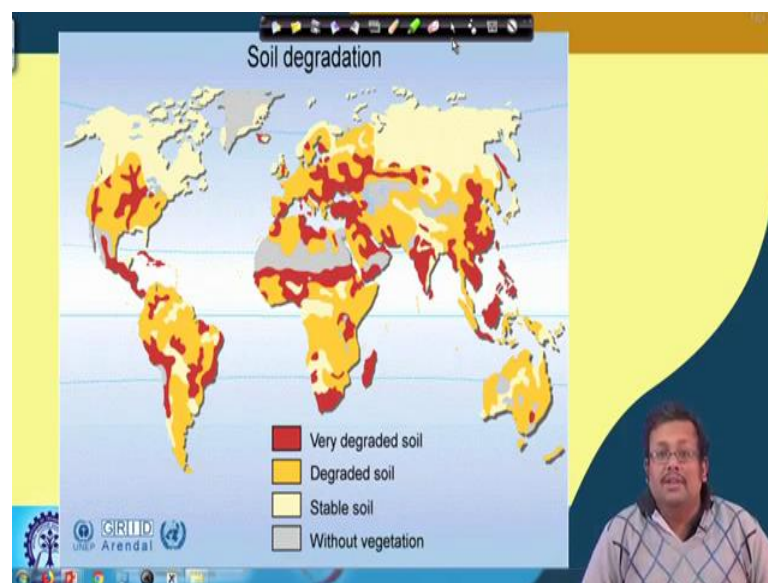 Soil degradation
Very degraded soil
Degraded soil
Stable soil
Without vegetation
UNEP
GRID
Arendal